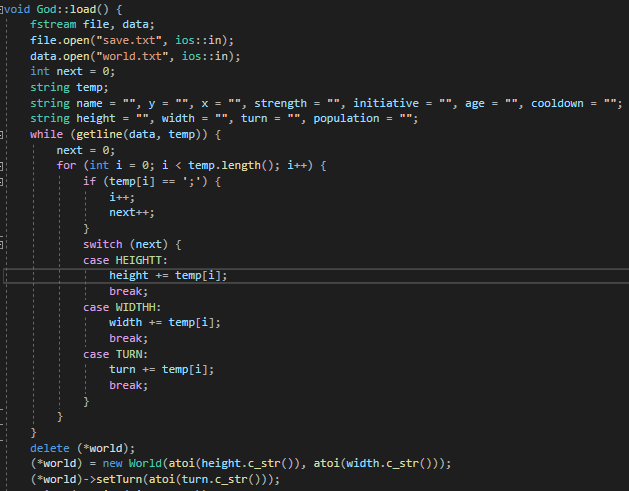 void God::load() {
fstream file, data;
file.open("save.txt", ios::in);
data.open("world.txt", ios::in);
int next = 0;
string temp;
string name = "", y = "", x = "", strength = "", initiative = "", age = "", cooldown = "";
string height = "", width = "", turn = "", population = "";
while (getline(data, temp)) {
next = 0;
for (int i = 0; i < temp.length(); i++) {
if (temp[i] == ';') {
i++;
next++;
}
switch (next) {
case HEIGHTT:
height += temp[i];
break;
case WIDTHH:
width += temp[i];
break;
case TURN:
turn += temp[i];
break;
}
}
}
delete (*world);
(*world) = new World(atoi(height.c_str()), atoi(width.c_str()));
(*world)->setTurn(atoi(turn.c_str()));